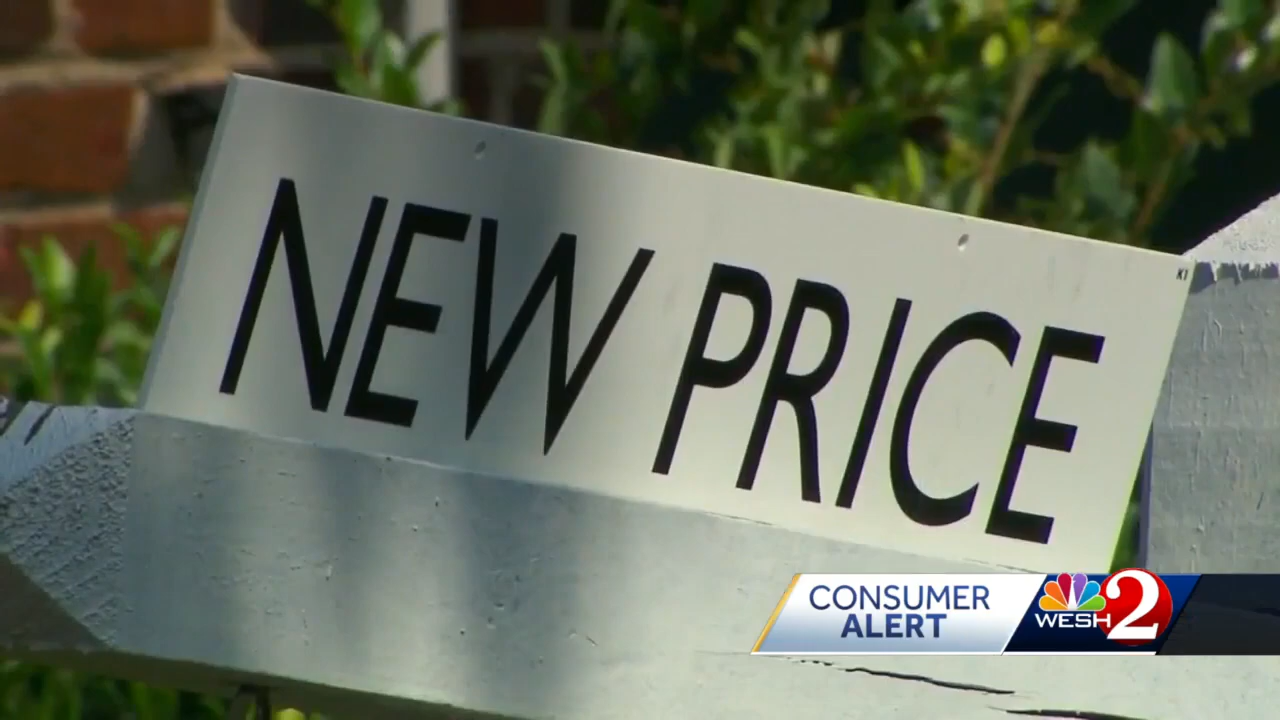 NEW PRICE
K1
CONSUMER
ALERT
WESH 2